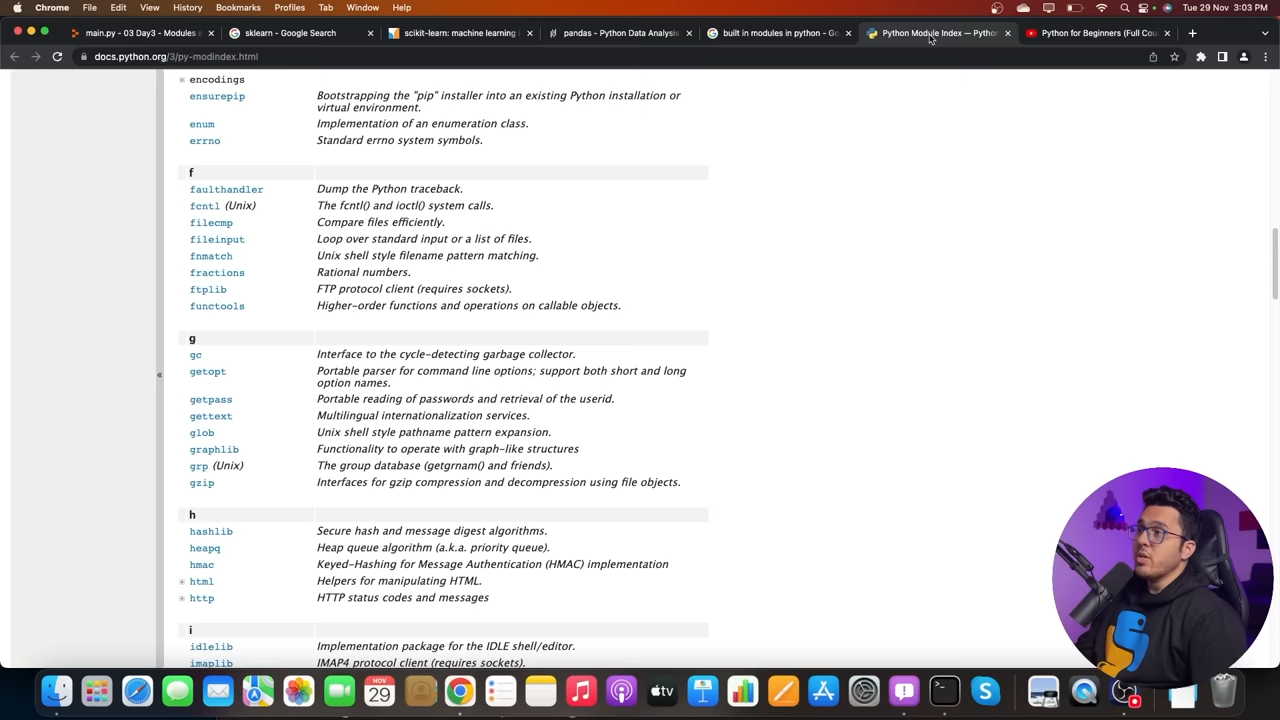 Chrome File Edit View History Bookmarks Profiles Tab Window Help Tue 29 Nov 3:03 PM
main.py - 03 Day3 - Modules a sklearn - Google Search scikit-learn: machine learning i pandas - Python Data Analysis built in modules in python - Go Python Module Index — Python Python for Beginners (Full Cou
docs.python.org/3/py-modindex.html
encodings
ensurepip Bootstrapping the "pip" installer into an existing Python installation or
virtual environment.
enum Implementation of an enumeration class.
errno Standard errno system symbols.
f
faulthandler Dump the Python traceback.
fcntl (Unix) The fcntl() and ioctl() system calls.
filecmp Compare files efficiently.
fileinput Loop over standard input or a list of files.
fnmatch Unix shell style filename pattern matching.
fractions Rational numbers.
ftplib FTP protocol client (requires sockets).
functools Higher-order functions and operations on callable objects.
g
gc Interface to the cycle-detecting garbage collector.
getopt Portable parser for command line options; support both short and long
option names.
getpass Portable reading of passwords and retrieval of the userid.
gettext Multilingual internationalization services.
glob Unix shell style pathname pattern expansion.
graphlib Functionality to operate with graph-like structures
grp (Unix) The group database (getgrnam() and friends).
gzip Interfaces for gzip compression and decompression using file objects.
h
hashlib Secure hash and message digest algorithms.
heapq Heap queue algorithm (a.k.a. priority queue).
hmac Keyed-Hashing for Message Authentication (HMAC) implementation
html Helpers for manipulating HTML.
http HTTP status codes and messages
i
idlelib Implementation package for the IDLE shell/editor.
imaplib IMAP4 protocol client (requires sockets).
NOV
29
tv